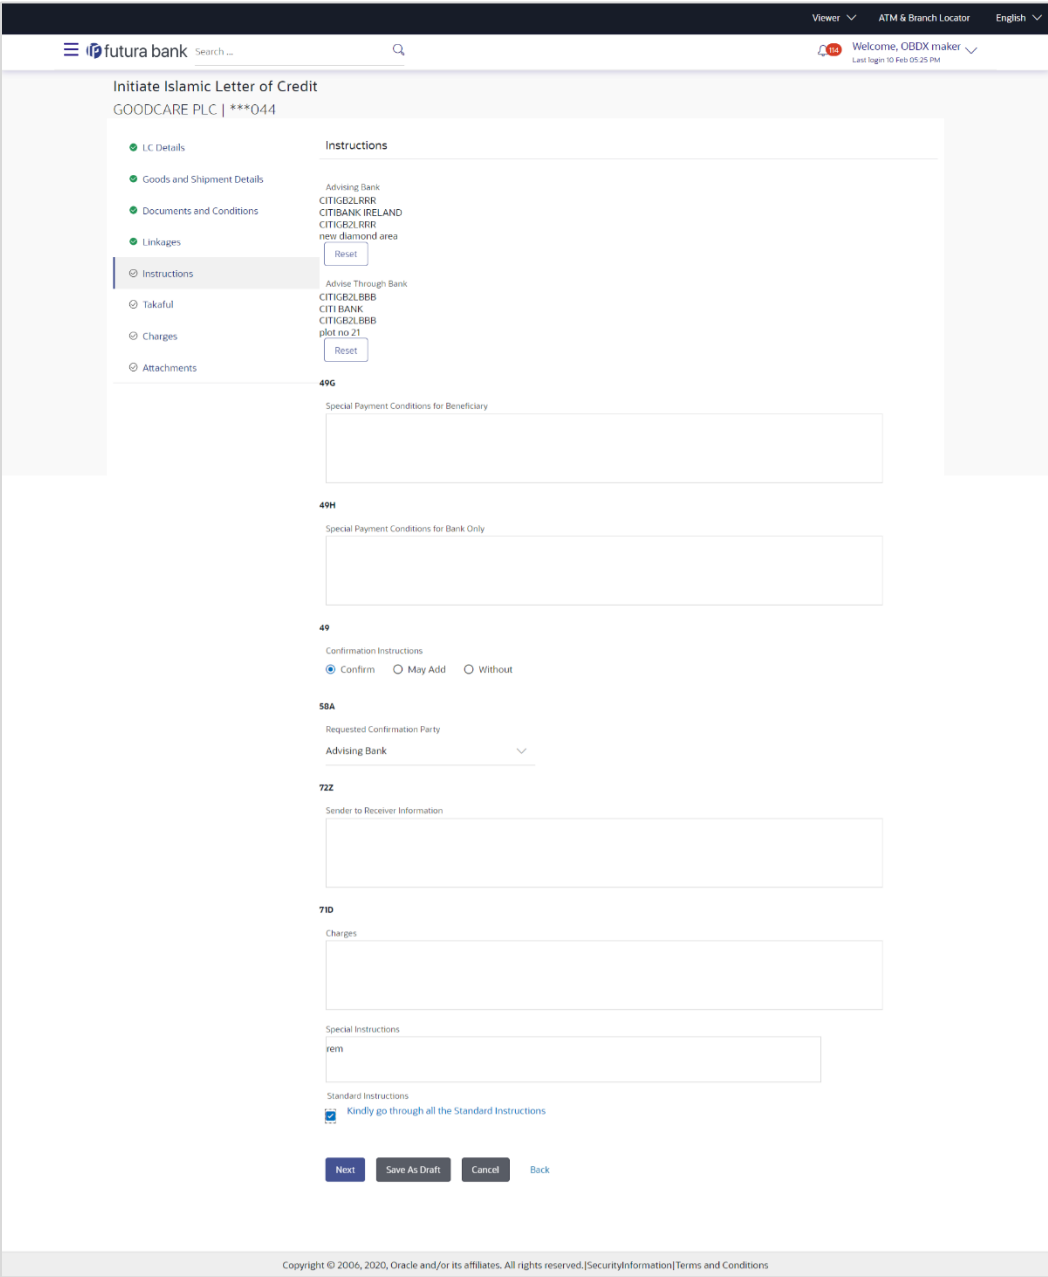 Viewer ATM & Branch Locator English
futura bank Search ... 114 Welcome, OBDX maker
Last login 10 Feb 05:25 PM
Initiate Islamic Letter of Credit
GOODCARE PLC | ***044
LC Details
Goods and Shipment Details
Documents and Conditions
Linkages
Instructions
Takaful
Charges
Attachments
Instructions
Advising Bank
CITIGB2LRRR
CITIBANK IRELAND
CITIGB2LRRR
new diamond area
Reset
Advise Through Bank
CITIGB2LBBB
CITI BANK
CITIGB2LBBB
plot no 21
Reset
49G
Special Payment Conditions for Beneficiary
49H
Special Payment Conditions for Bank Only
49
Confirmation Instructions
Confirm May Add Without
58A
Requested Confirmation Party
Advising Bank
72Z
Sender to Receiver Information
71D
Charges
Special Instructions
rem
Standard Instructions
Kindly go through all the Standard Instructions
Next Save As Draft Cancel Back
Copyright © 2006, 2020, Oracle and/or its affiliates. All rights reserved.|SecurityInformation|Terms and Conditions